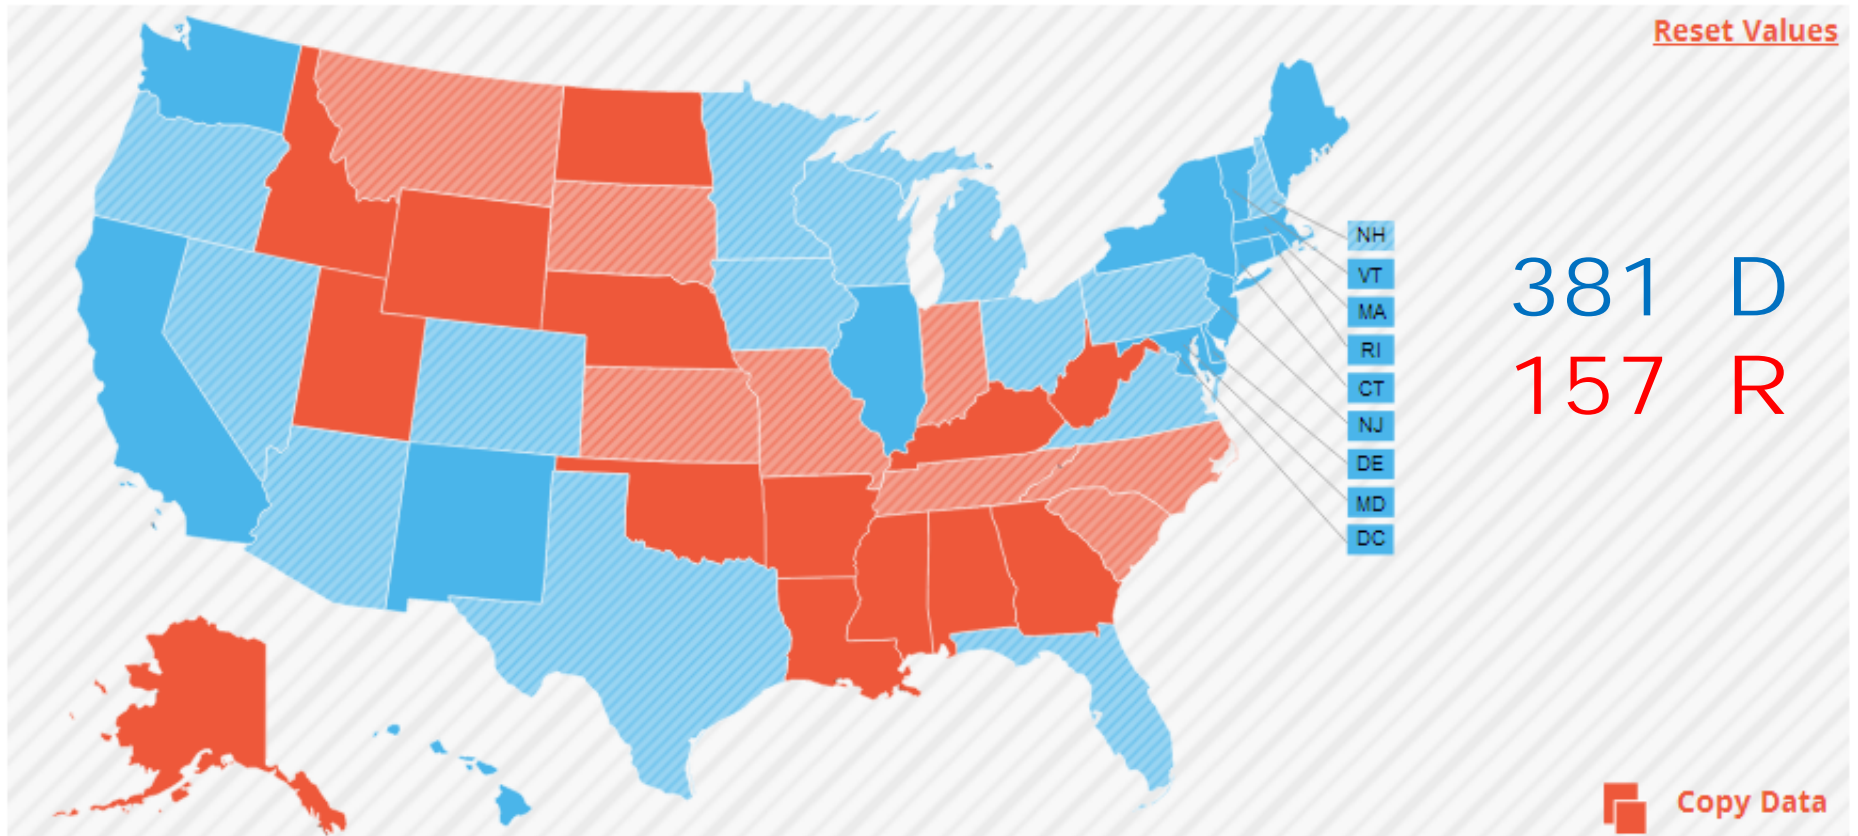 Reset Values
NH
VT
MA
RI
CT
NJ
DE
MD
DC
381 D
157 R
Copy Data